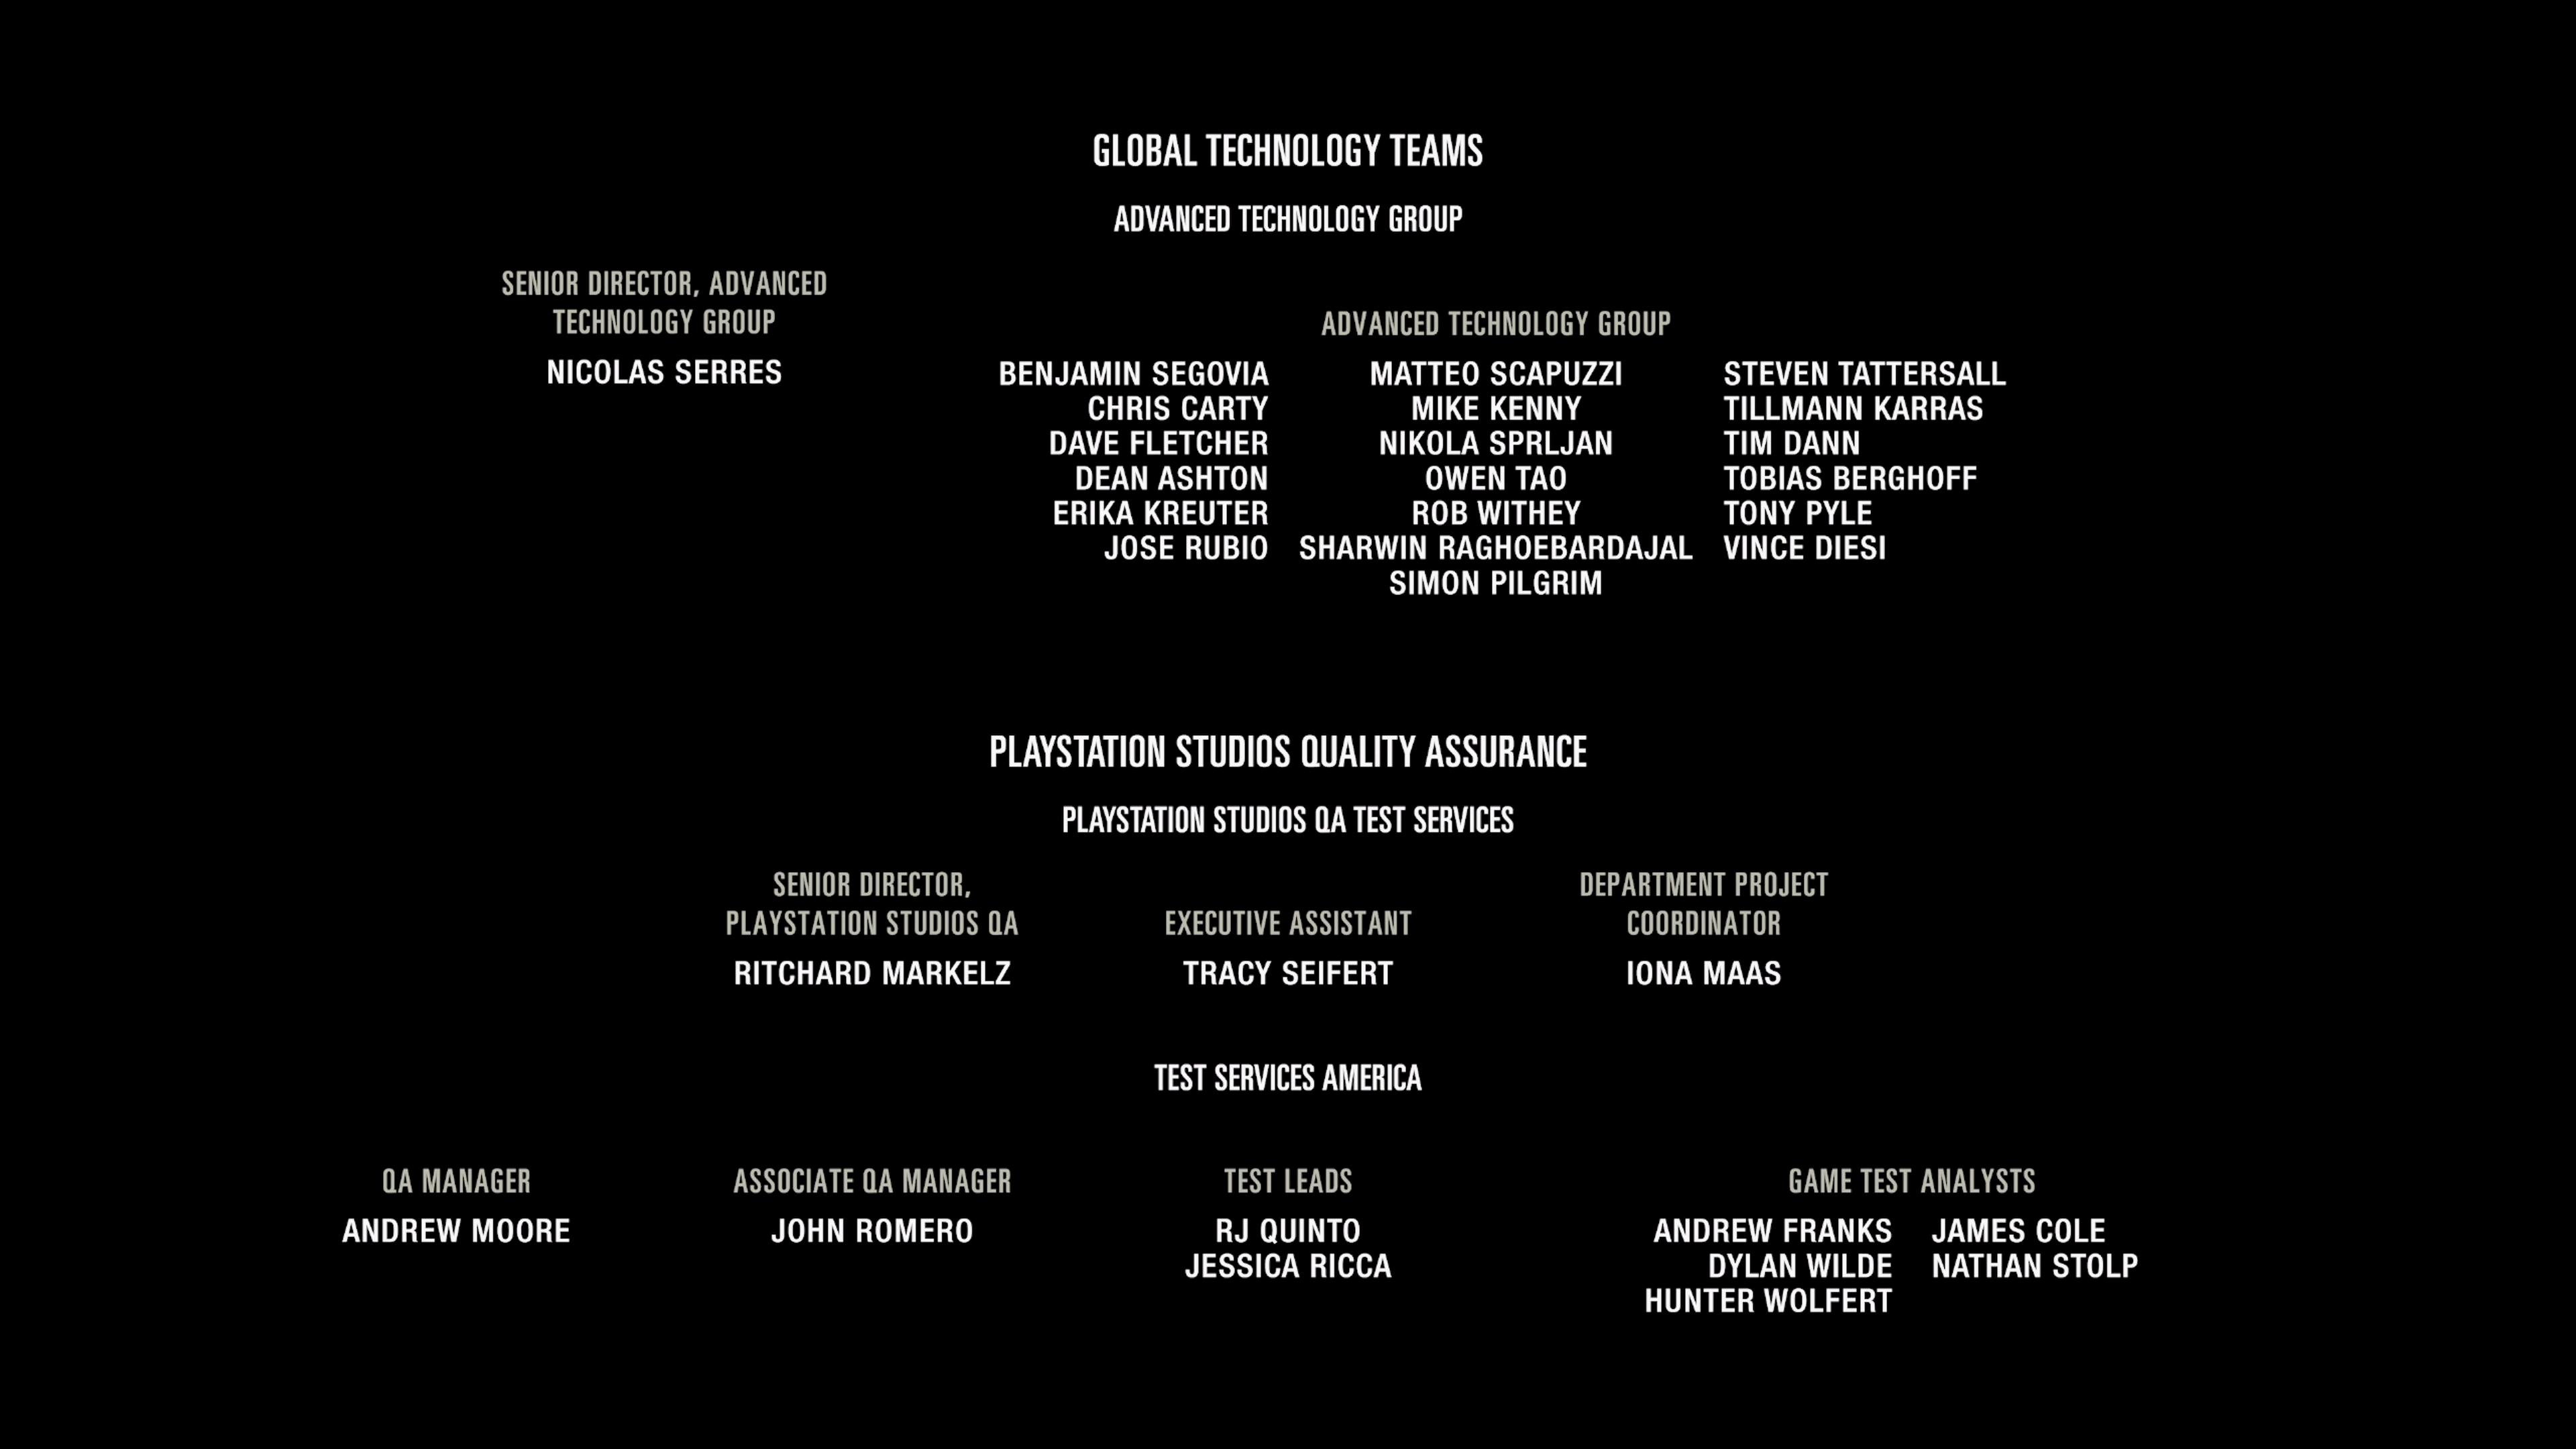 GLOBAL TECHNOLOGY TEAMS
ADVANCED TECHNOLOGY GROUP
SENIOR DIRECTOR, ADVANCED
TECHNOLOGY GROUP
NICOLAS SERRES
ADVANCED TECHNOLOGY GROUP
BENJAMIN SEGOVIA
CHRIS CARTY
DAVE FLETCHER
DEAN ASHTON
ERIKA KREUTER
JOSE RUBIO
MATTEO SCAPUZZI
MIKE KENNY
NIKOLA SPRLJAN
OWEN TAO
ROB WITHEY
SHARWIN RAGHOEBARDAJAL
SIMON PILGRIM
STEVEN TATTERSALL
TILLMANN KARRAS
TIM DANN
TOBIAS BERGHOFF
TONY PYLE
VINCE DIESI
PLAYSTATION STUDIOS QUALITY ASSURANCE
PLAYSTATION STUDIOS QA TEST SERVICES
SENIOR DIRECTOR,
PLAYSTATION STUDIOS QA
RITCHARD MARKELZ
EXECUTIVE ASSISTANT
TRACY SEIFERT
DEPARTMENT PROJECT
COORDINATOR
IONA MAAS
TEST SERVICES AMERICA
QA MANAGER
ANDREW MOORE
ASSOCIATE QA MANAGER
JOHN ROMERO
TEST LEADS
RJ QUINTO
JESSICA RICCA
GAME TEST ANALYSTS
ANDREW FRANKS
DYLAN WILDE
HUNTER WOLFERT
JAMES COLE
NATHAN STOLP